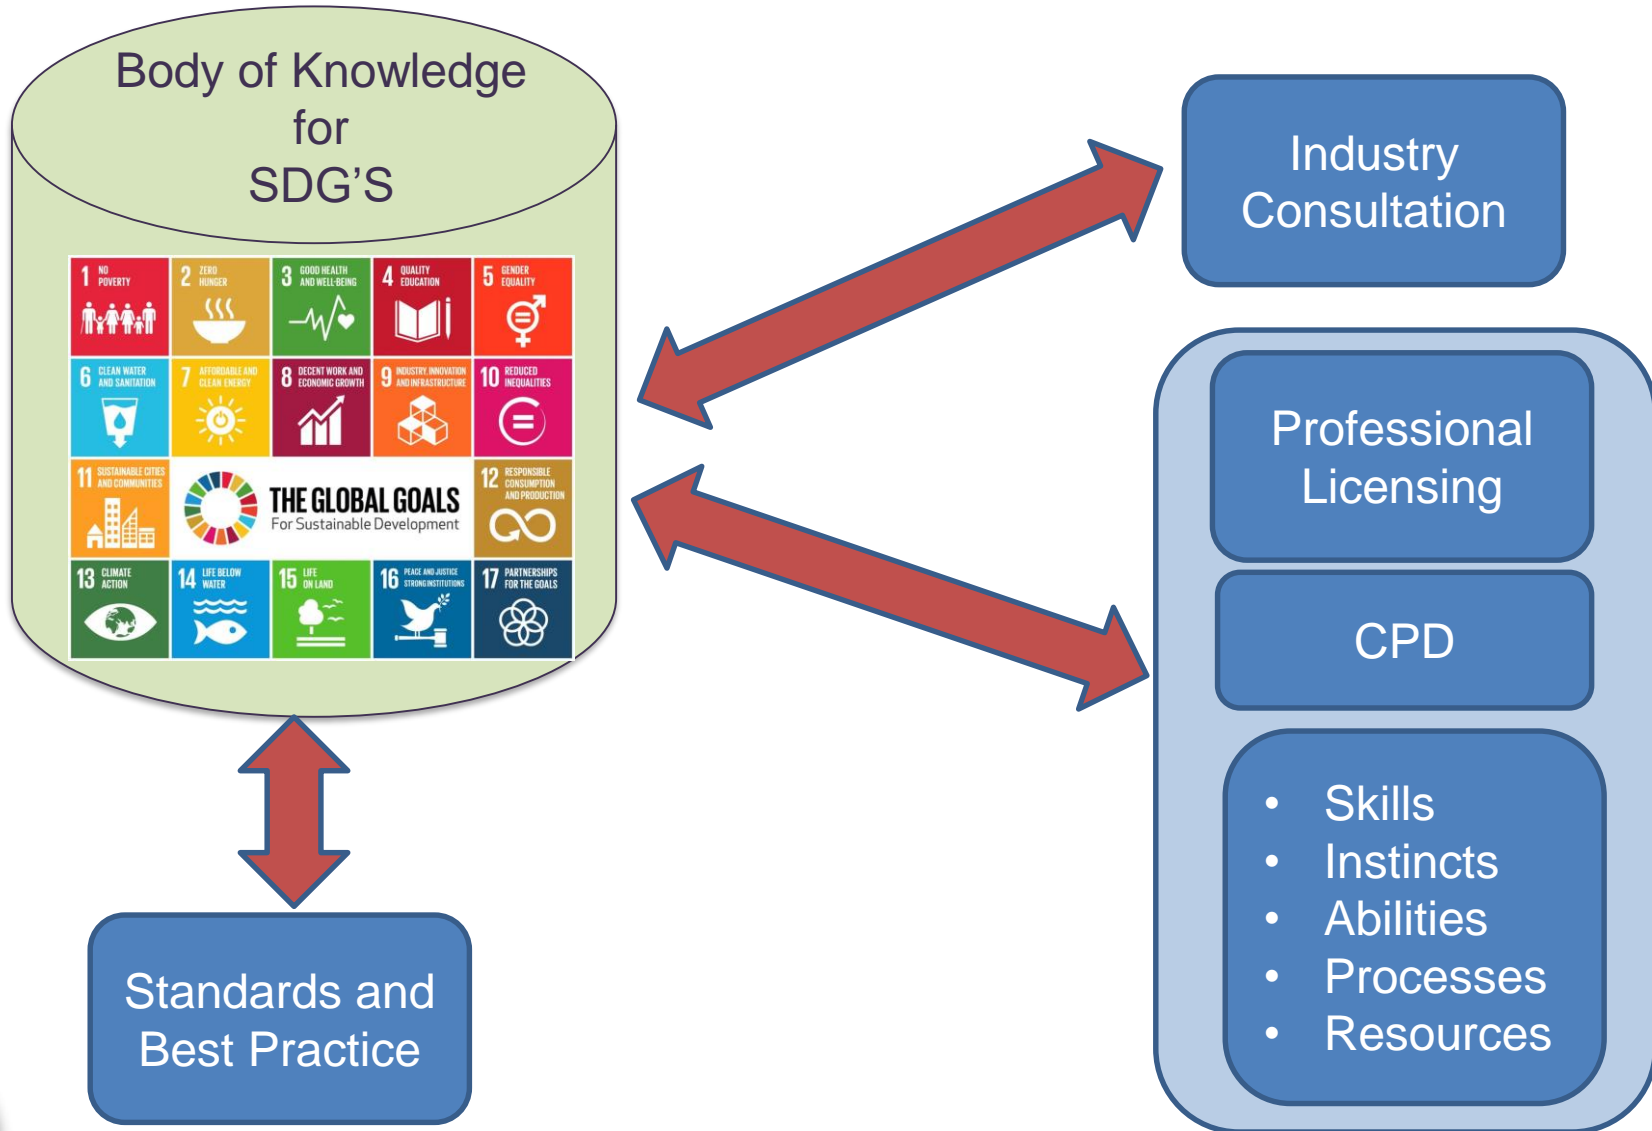 Body of Knowledge
for
SDG’S
1 NO
POVERTY
2 ZERO
HUNGER
3 GOOD HEALTH
AND WELL-BEING
4 QUALITY
EDUCATION
5 GENDER
EQUALITY
6 CLEAN WATER
AND SANITATION
7 AFFORDABLE AND
CLEAN ENERGY
8 DECENT WORK AND
ECONOMIC GROWTH
9 INDUSTRY, INNOVATION
AND INFRASTRUCTURE
10 REDUCED
INEQUALITIES
11 SUSTAINABLE CITIES
AND COMMUNITIES
THE GLOBAL GOALS
For Sustainable Development
12 RESPONSIBLE
CONSUMPTION
AND PRODUCTION
13 CLIMATE
ACTION
14 LIFE BELOW
WATER
15 LIFE
ON LAND
16 PEACE AND JUSTICE
STRONG INSTITUTIONS
17 PARTNERSHIPS
FOR THE GOALS
Industry
Consultation
Professional
Licensing
CPD
• Skills
• Instincts
• Abilities
• Processes
• Resources
Standards and
Best Practice